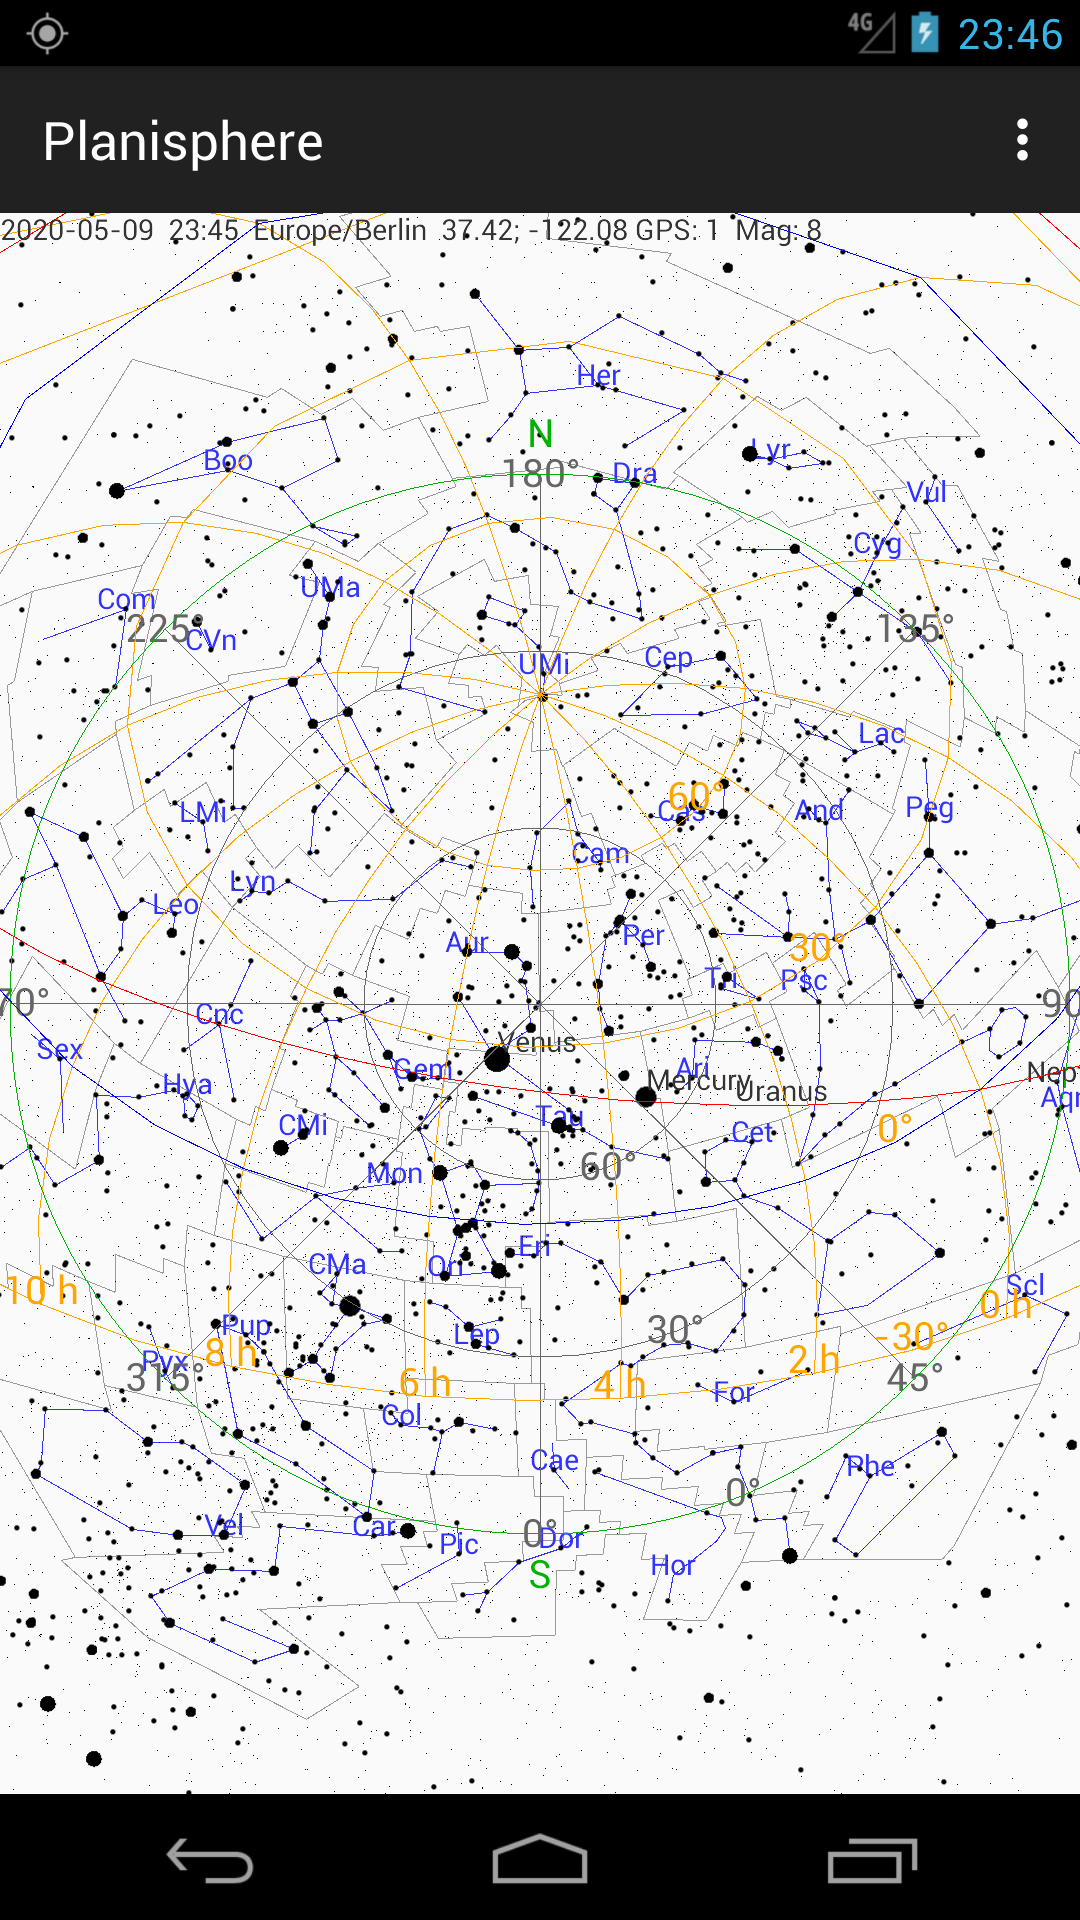 4G 23:46
Planisphere
2020-05-09 23:45 Europe/Berlin 37.42; -122.08 GPS: 1 Mag: 8
Her
N
Boo
Lyr
180°
Dra
Vul
Cyg
UMa
Com
225°
CVn
135°
UMi
Cep
Lac
60°
LMi
Cas
And
Peg
Cam
Lyn
Leo
Aur
Per
30°
Tri
Psc
70°
90
Cnc
Venus
Sex
Gem
Ari
Mercury
Uranus
Nep
Hya
Aqr
CMi
Tau
Cet
0°
Mon
60°
Eri
CMa
Ori
Scl
10 h
0 h
Pup
Lep
30°
-30°
8 h
Pyx
2 h
315°
6 h
4 h
45°
For
Col
Cae
Phe
0°
Vel
Car
0°
Dor
Pic
Hor
S